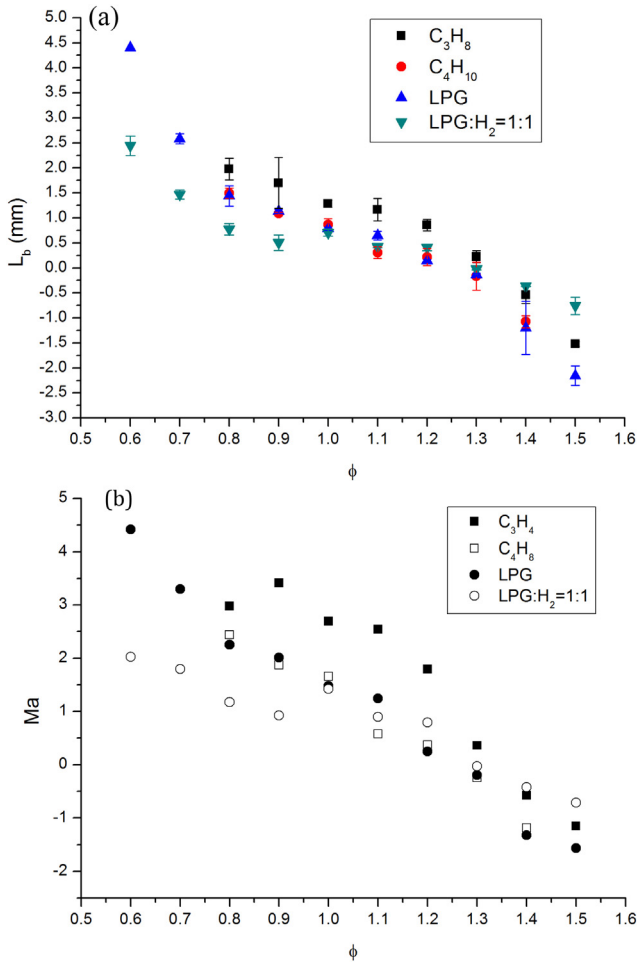 (a)
5.0
4.5
4.0
3.5
3.0
2.5
2.0
1.5
1.0
0.5
0.0
-0.5
-1.0
-1.5
-2.0
-2.5
-3.0
L_b (mm)
C₃H₈
C₄H₁₀
LPG
LPG:H₂=1:1
0.5 0.6 0.7 0.8 0.9 1.0 1.1 1.2 1.3 1.4 1.5 1.6
ϕ
(b)
5
4
3
2
1
0
-1
-2
Ma
C₃H₄
C₄H₈
LPG
LPG:H₂=1:1
0.5 0.6 0.7 0.8 0.9 1.0 1.1 1.2 1.3 1.4 1.5 1.6
ϕ